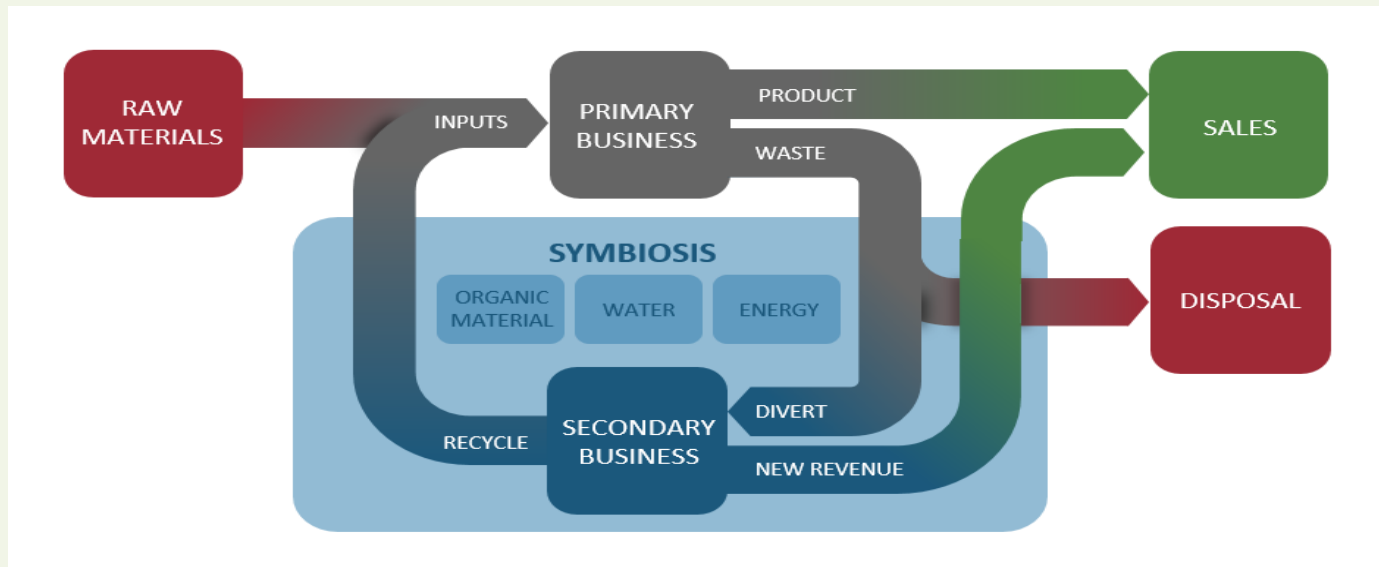 RAW
MATERIALS
INPUTS
PRIMARY
BUSINESS
PRODUCT
WASTE
SALES
SYMBIOSIS
ORGANIC
MATERIAL
WATER
ENERGY
DISPOSAL
RECYCLE
SECONDARY
BUSINESS
DIVERT
NEW REVENUE